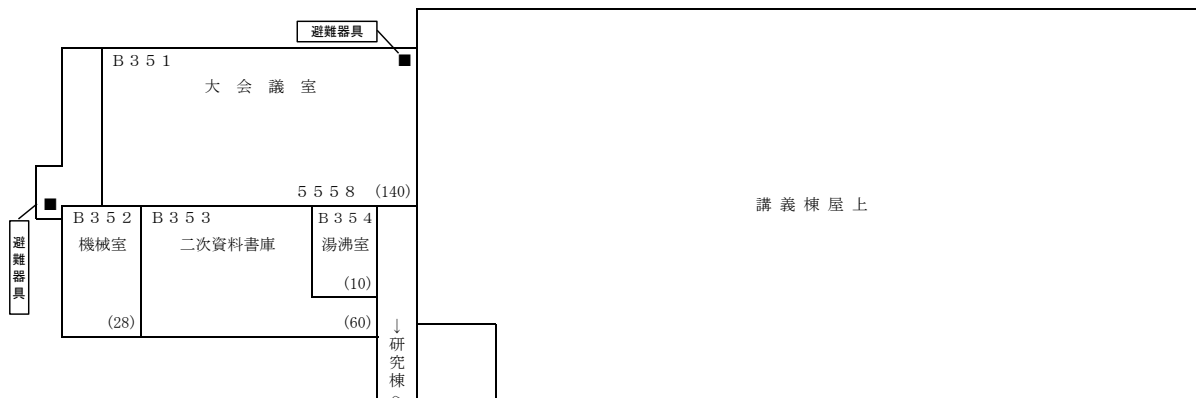 避難器具
Ｂ３５１
大 会 議 室
５５５８ (140)
講 義 棟 屋 上
Ｂ３５２
機械室
(28)
Ｂ３５３
二次資料書庫
(60)
Ｂ３５４
湯沸室
(10)
避難器具
↓研究棟